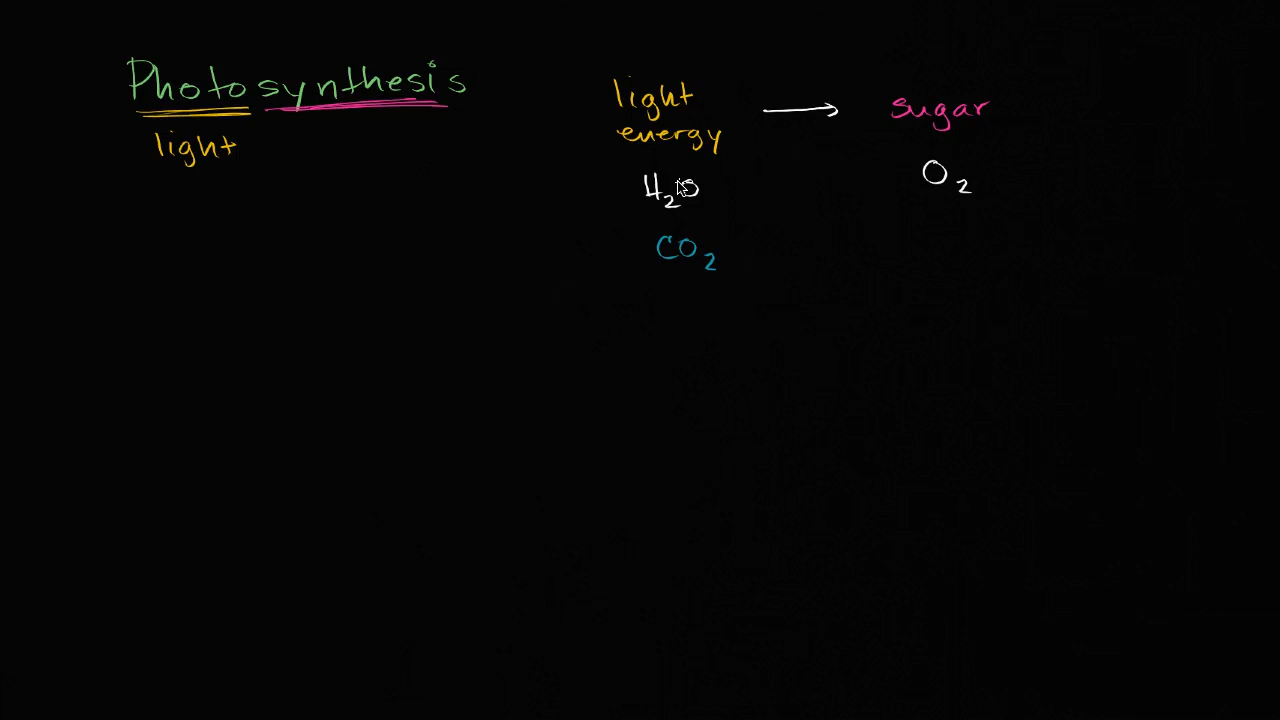 Photosynthesis
light
light
energy
H2O
CO2
→ sugar
O2